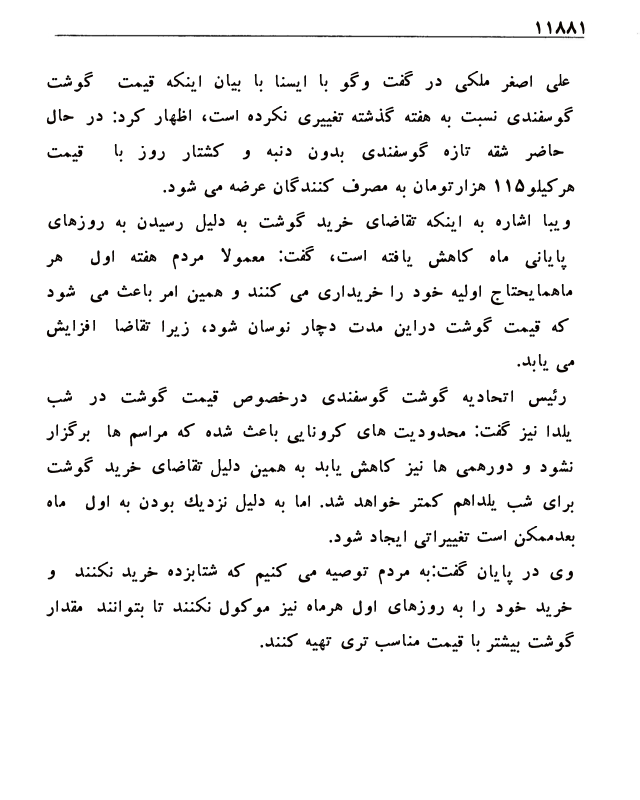 ۱۱۸۸۱
علی اصغر ملکی در گفت وگو با ایسنا با بیان اینکه قیمت گوشت
گوسفندی نسبت به هفته گذشته تغییری نکرده است، اظهار کرد: در حال
حاضر شقه تازه گوسفندی بدون دنبه و کشتار روز با قیمت
هرکیلو۱۱۵ هزارتومان به مصرف کنندگان عرضه می شود.
ویبا اشاره به اینکه تقاضای خرید گوشت به دلیل رسیدن به روزهای
پایانی ماه کاهش یافته است، گفت: معمولا مردم هفته اول هر
ماهمایحتاج اولیه خود را خریداری می کنند و همین امر باعث می شود
که قیمت گوشت دراین مدت دچار نوسان شود، زیرا تقاضا افزایش
می یابد.
رئیس اتحادیه گوشت گوسفندی درخصوص قیمت گوشت در شب
یلدا نیز گفت: محدودیت های کرونایی باعث شده که مراسم ها برگزار
نشود و دورهمی ها نیز کاهش یابد به همین دلیل تقاضای خرید گوشت
برای شب یلداهم کمتر خواهد شد. اما به دلیل نزدیك بودن به اول ماه
بعدممکن است تغییراتی ایجاد شود.
وی در پایان گفت:به مردم توصیه می کنیم که شتابزده خرید نکنند و
خرید خود را به روزهای اول هرماه نیز موکول نکنند تا بتوانند مقدار
گوشت بیشتر با قیمت مناسب تری تهیه کنند.